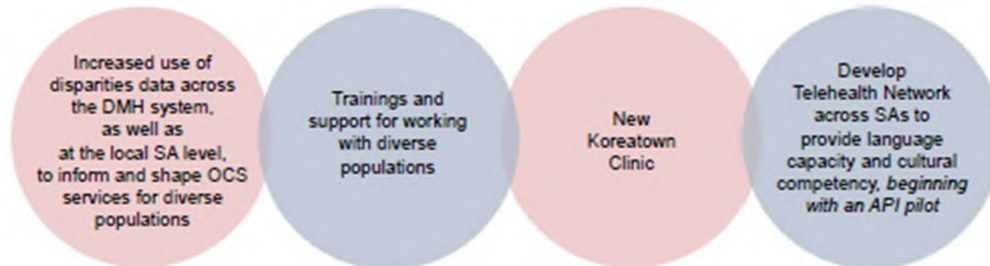 Increased use of
disparities data across
the DMH system,
as well as
at the local SA level,
to inform and shape OCS
services for diverse
populations
Trainings and
support for working
with diverse
populations
New
Koreatown
Clinic
Develop
Telehealth Network
across SAs to
provide language
capacity and cultural
competency, beginning
with an API pilot